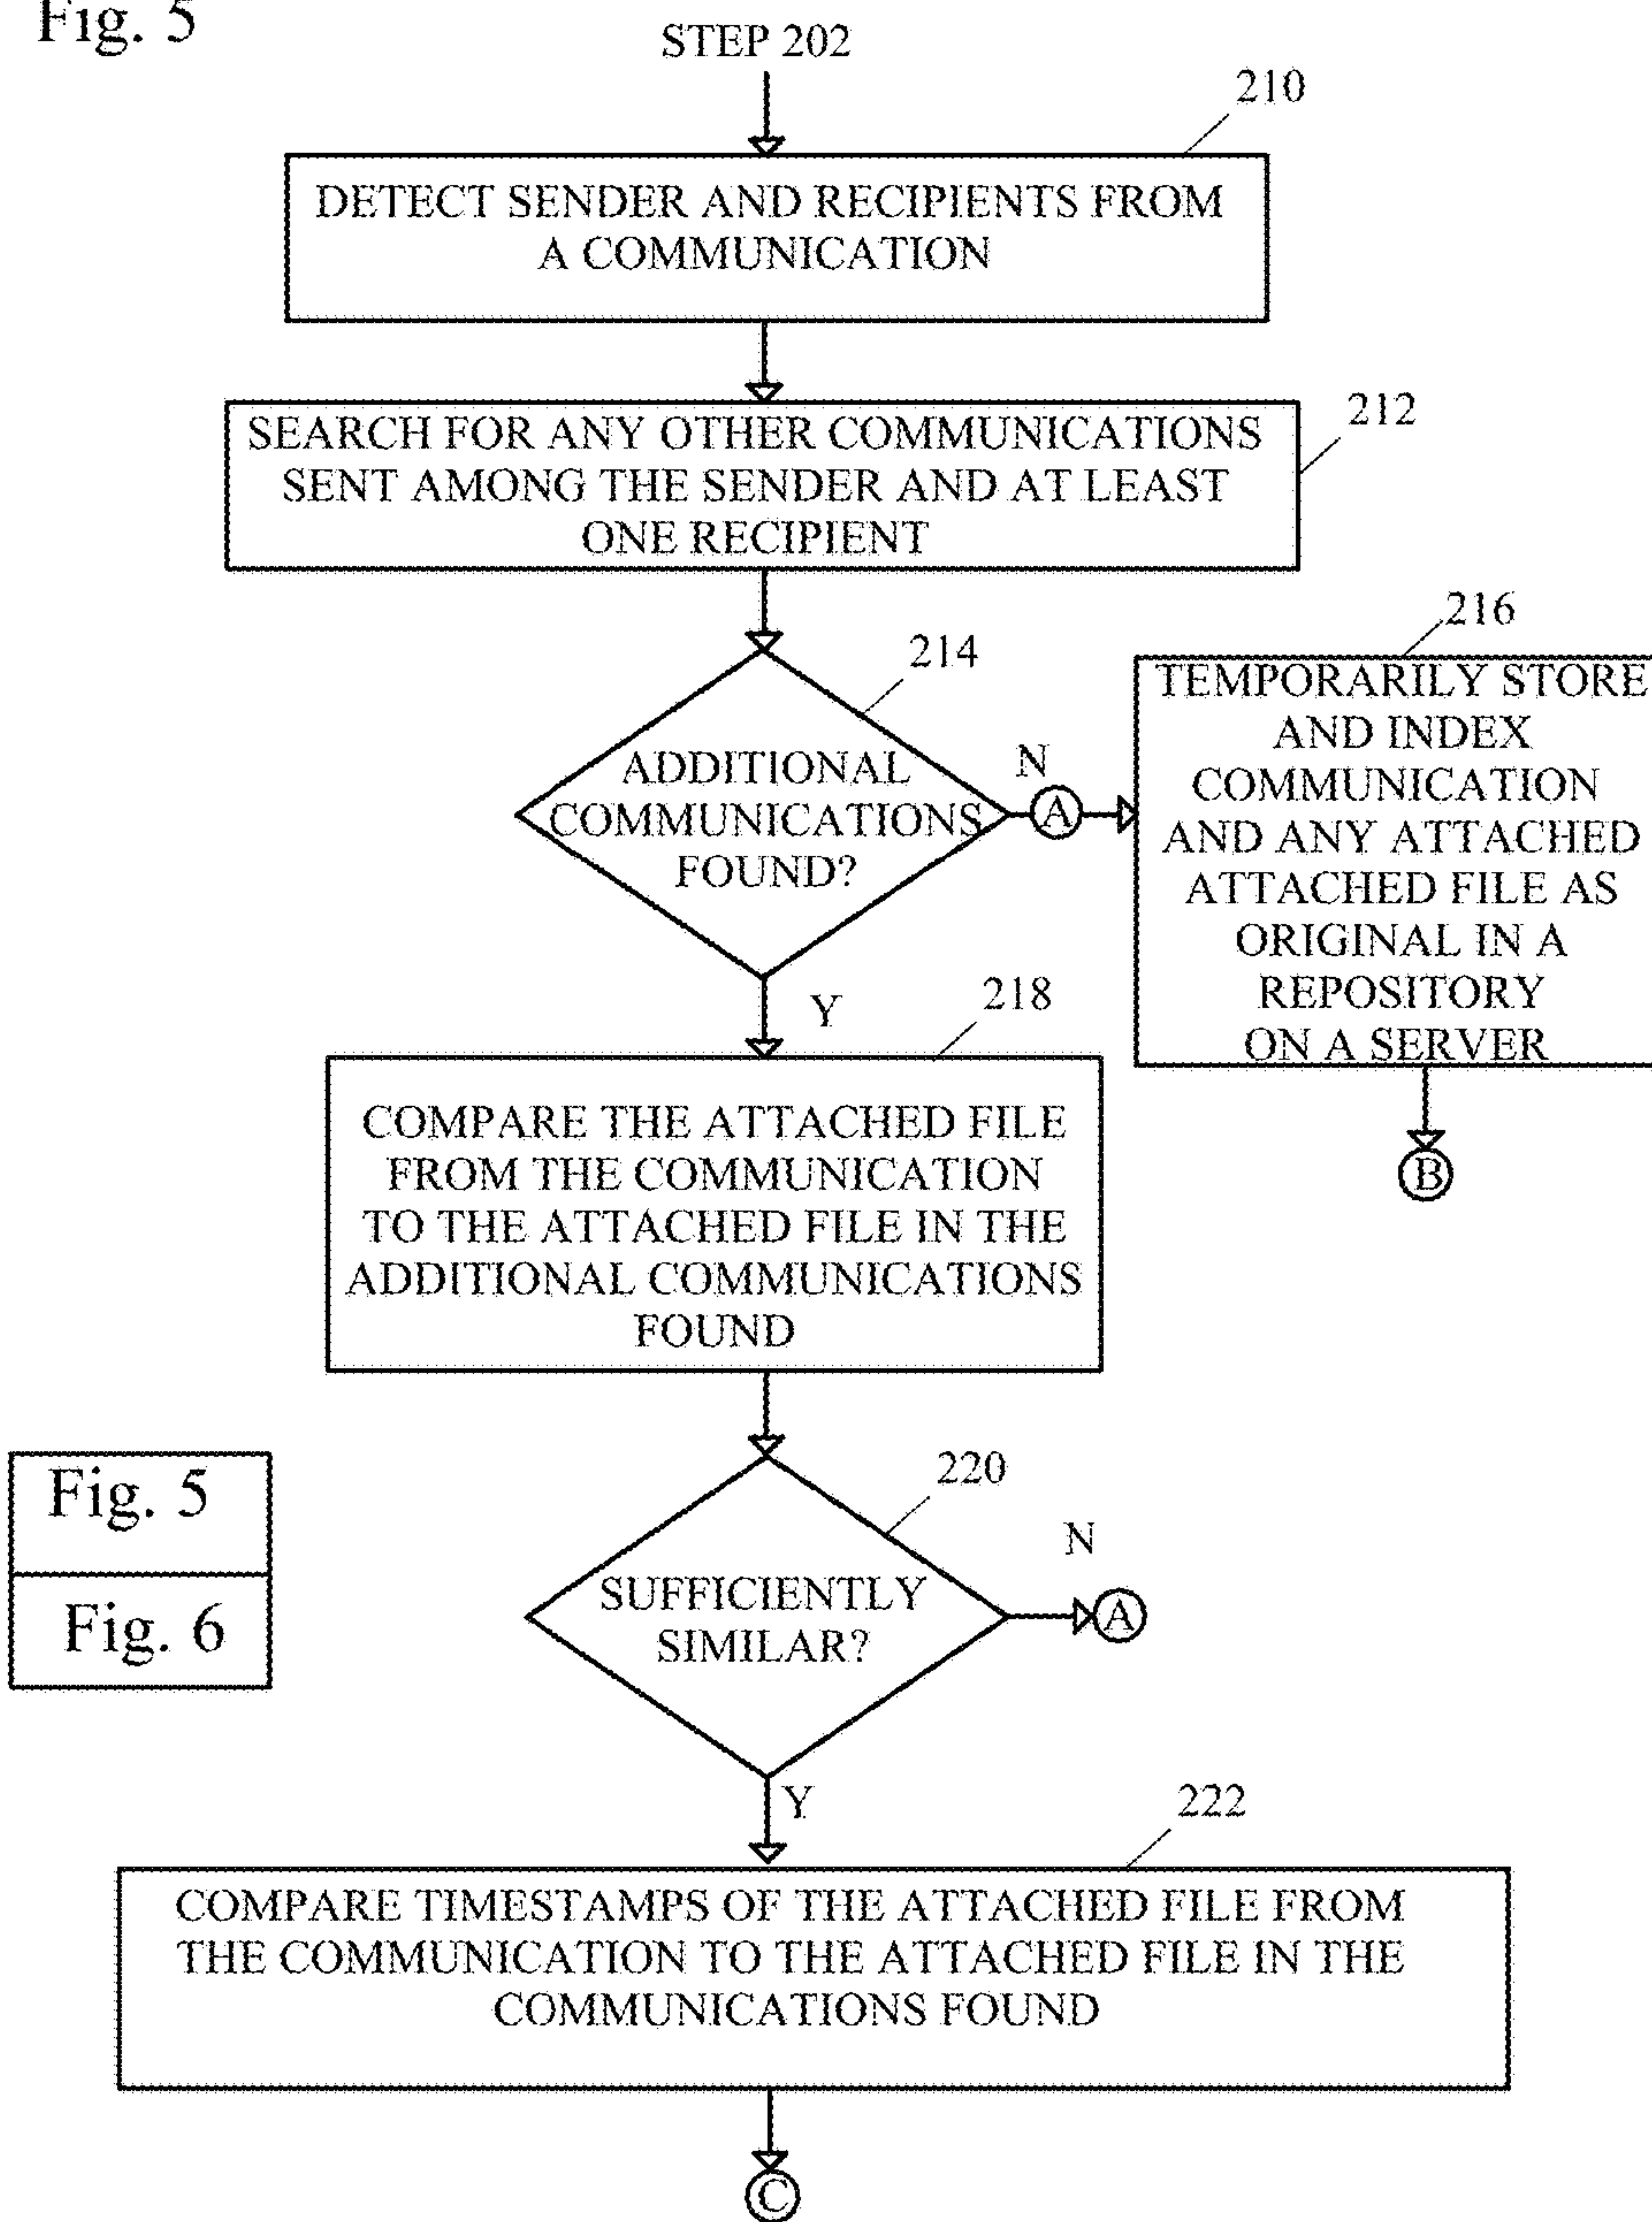 Fig. 5
STEP 202
210
DETECT SENDER AND RECIPIENTS FROM
A COMMUNICATION
212
SEARCH FOR ANY OTHER COMMUNICATIONS
SENT AMONG THE SENDER AND AT LEAST
ONE RECIPIENT
214
ADDITIONAL
COMMUNICATIONS
FOUND?
N
A
216
TEMPORARILY STORE
AND INDEX
COMMUNICATION
AND ANY ATTACHED
ATTACHED FILE AS
ORIGINAL IN A
REPOSITORY
ON A SERVER
B
Y
218
COMPARE THE ATTACHED FILE
FROM THE COMMUNICATION
TO THE ATTACHED FILE IN THE
ADDITIONAL COMMUNICATIONS
FOUND
Fig. 5
Fig. 6
220
SUFFICIENTLY
SIMILAR?
N
A
Y
222
COMPARE TIMESTAMPS OF THE ATTACHED FILE FROM
THE COMMUNICATION TO THE ATTACHED FILE IN THE
COMMUNICATIONS FOUND
C